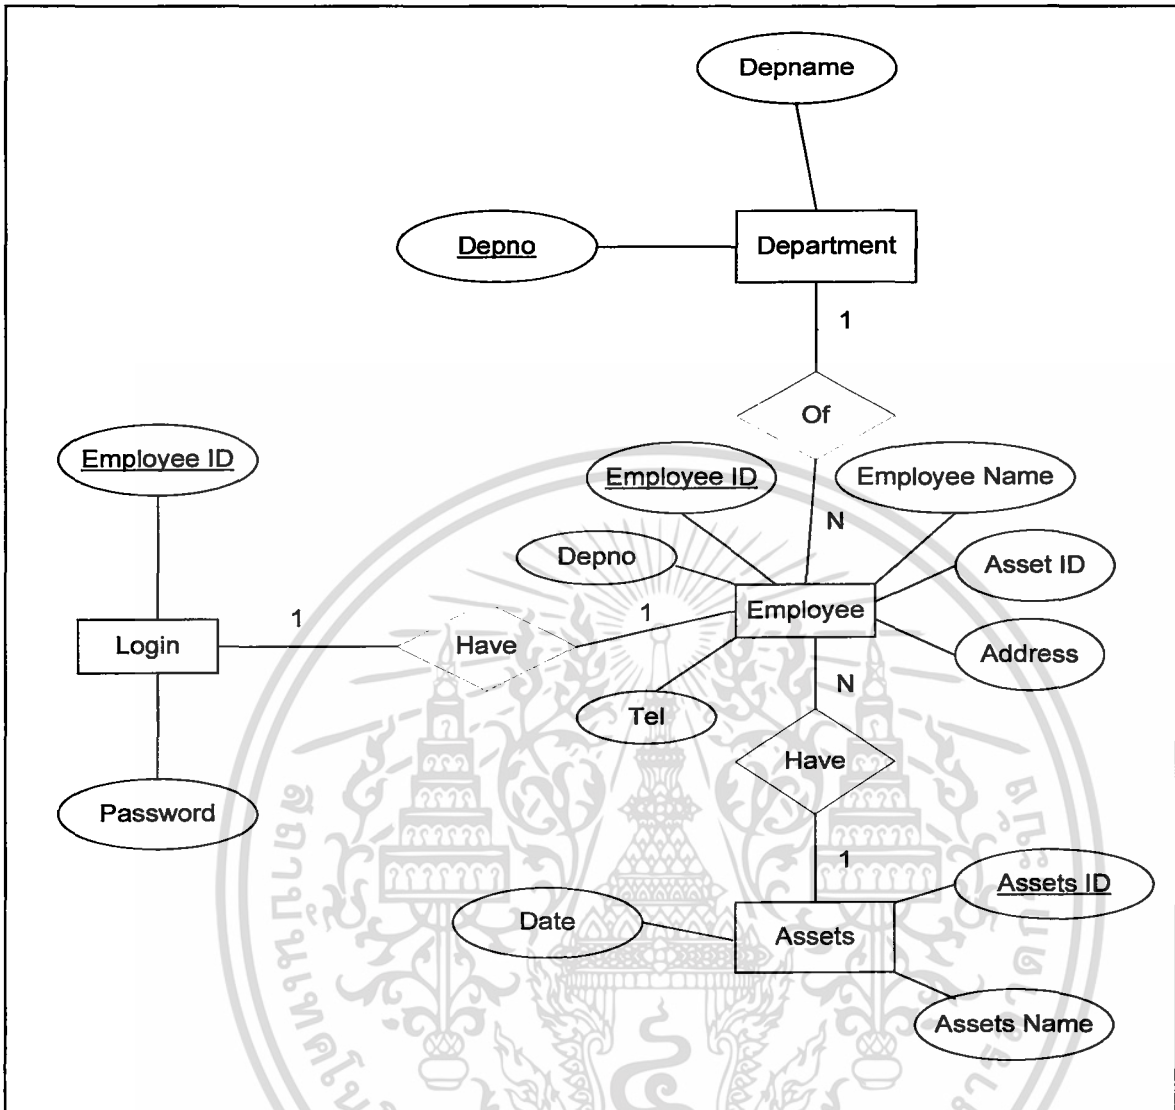 Depname
Depno
Department
1
Of
Employee ID
Employee ID
Employee Name
N
Depno
Asset ID
1
1
Employee
Login
Have
Address
N
Tel
Have
Password
1
Assets ID
Date
Assets
Assets Name